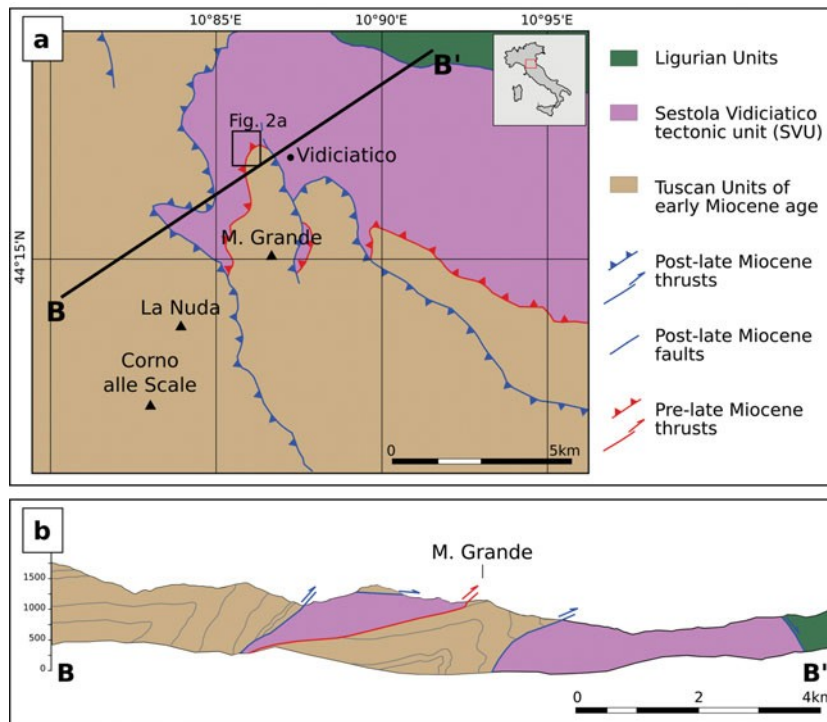 a
10°85'E
10°90'E
10°95'E
44°15'N
B'
Fig. 2a
Vidiciatico
M. Grande
B
La Nuda
Corno
alle Scale
0
5km
Ligurian Units
Sestola Vidiciatico
tectonic unit (SVU)
Tuscan Units of
early Miocene age
Post-late Miocene
thrusts
Post-late Miocene
faults
Pre-late Miocene
thrusts
b
M. Grande
1500
1000
500
0
B
B'
0
2
4km